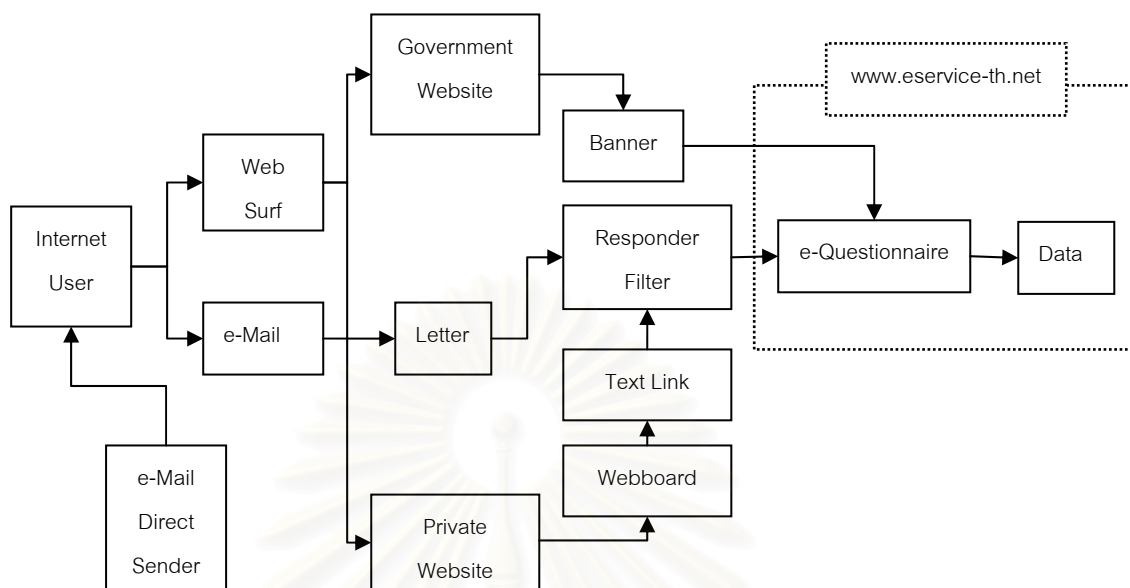 Government
Website
www.eservice-th.net
Banner
Web
Surf
Internet
User
Responder
Filter
e-Questionnaire
Data
e-Mail
Letter
Text Link
Webboard
e-Mail
Direct
Sender
Private
Website